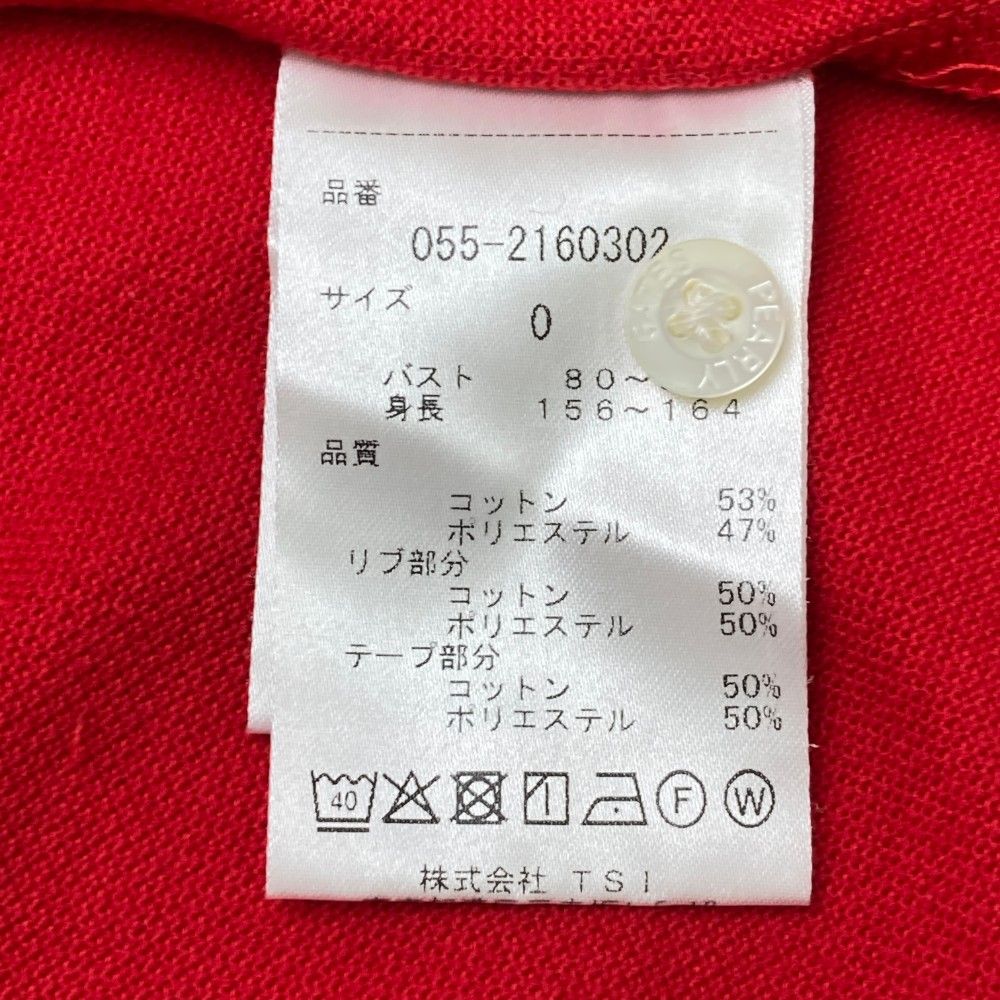 品番
055-2160302
サイズ
0
バスト 80～
身長 156～164
品質
コットン 53%
ポリエステル 47%
リブ部分
コットン 50%
ポリエステル 50%
テープ部分
コットン 50%
ポリエステル 50%
40 F W
株式会社 TSI
PEARLY